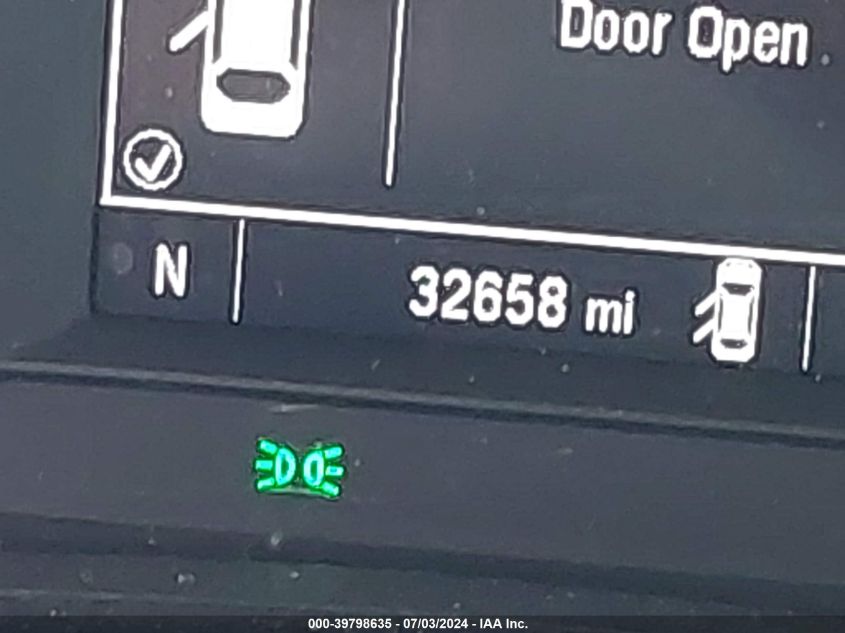 Door Open
N
32658 mi
000-39798635 - 07/03/2024 - IAA Inc.